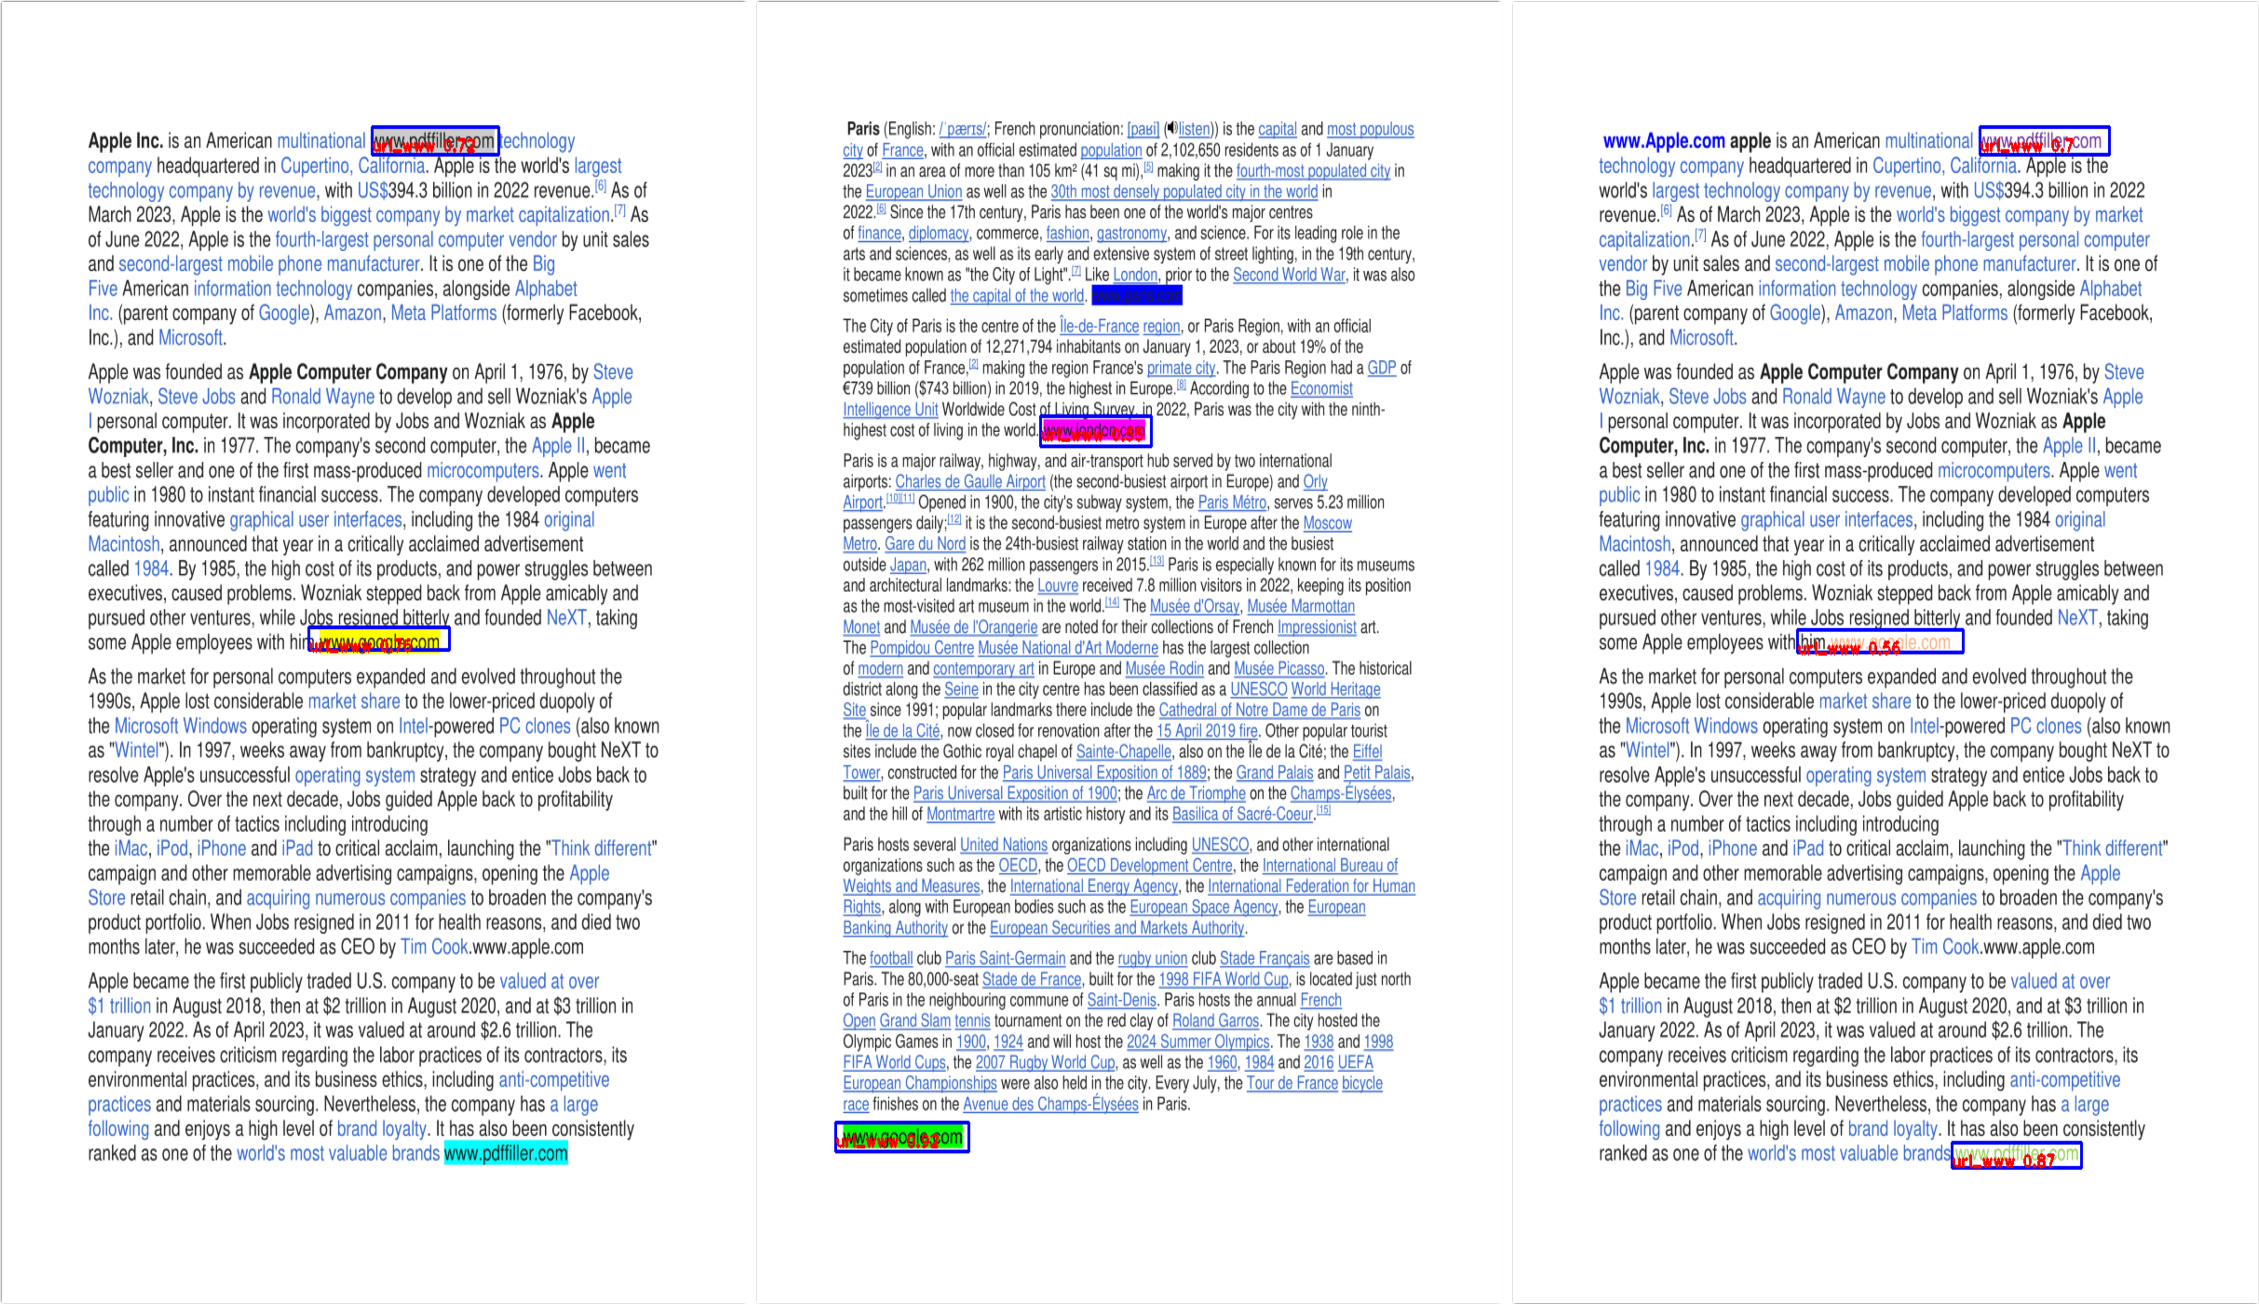 Apple Inc. is an American multinational www.pdffiller.com technology
company headquartered in Cupertino, California. Apple is the world's largest
technology company by revenue, with US$394.3 billion in 2022 revenue.[6] As of
March 2023, Apple is the world's biggest company by market capitalization.[7] As
of June 2022, Apple is the fourth-largest personal computer vendor by unit sales
and second-largest mobile phone manufacturer. It is one of the Big
Five American information technology companies, alongside Alphabet
Inc. (parent company of Google), Amazon, Meta Platforms (formerly Facebook,
Inc.), and Microsoft.
Apple was founded as Apple Computer Company on April 1, 1976, by Steve
Wozniak, Steve Jobs and Ronald Wayne to develop and sell Wozniak's Apple
I personal computer. It was incorporated by Jobs and Wozniak as Apple
Computer, Inc. in 1977. The company's second computer, the Apple II, became
a best seller and one of the first mass-produced microcomputers. Apple went
public in 1980 to instant financial success. The company developed computers
featuring innovative graphical user interfaces, including the 1984 original
Macintosh, announced that year in a critically acclaimed advertisement
called 1984. By 1985, the high cost of its products, and power struggles between
executives, caused problems. Wozniak stepped back from Apple amicably and
pursued other ventures, while Jobs resigned bitterly and founded NeXT, taking
some Apple employees with him. www.google.com
As the market for personal computers expanded and evolved throughout the
1990s, Apple lost considerable market share to the lower-priced duopoly of
the Microsoft Windows operating system on Intel-powered PC clones (also known
as "Wintel"). In 1997, weeks away from bankruptcy, the company bought NeXT to
resolve Apple's unsuccessful operating system strategy and entice Jobs back to
the company. Over the next decade, Jobs guided Apple back to profitability
through a number of tactics including introducing
the iMac, iPod, iPhone and iPad to critical acclaim, launching the "Think different"
campaign and other memorable advertising campaigns, opening the Apple
Store retail chain, and acquiring numerous companies to broaden the company's
product portfolio. When Jobs resigned in 2011 for health reasons, and died two
months later, he was succeeded as CEO by Tim Cook.www.apple.com
Apple became the first publicly traded U.S. company to be valued at over
$1 trillion in August 2018, then at $2 trillion in August 2020, and at $3 trillion in
January 2022. As of April 2023, it was valued at around $2.6 trillion. The
company receives criticism regarding the labor practices of its contractors, its
environmental practices, and its business ethics, including anti-competitive
practices and materials sourcing. Nevertheless, the company has a large
following and enjoys a high level of brand loyalty. It has also been consistently
ranked as one of the world's most valuable brands www.pdffiller.com
Paris (English: /ˈpærɪs/; French pronunciation: [paʁi] (listen)) is the capital and most populous
city of France, with an official estimated population of 2,102,650 residents as of 1 January
2023[2] in an area of more than 105 km² (41 sq mi),[5] making it the fourth-most populated city in
the European Union as well as the 30th most densely populated city in the world in
2022.[6] Since the 17th century, Paris has been one of the world's major centres
of finance, diplomacy, commerce, fashion, gastronomy, and science. For its leading role in the
arts and sciences, as well as its early and extensive system of street lighting, in the 19th century,
it became known as "the City of Light".[7] Like London, prior to the Second World War, it was also
sometimes called the capital of the world. www.paris.com
The City of Paris is the centre of the Île-de-France region, or Paris Region, with an official
estimated population of 12,271,794 inhabitants on January 1, 2023, or about 19% of the
population of France,[2] making the region France's primate city. The Paris Region had a GDP of
€739 billion ($743 billion) in 2019, the highest in Europe.[8] According to the Economist
Intelligence Unit Worldwide Cost of Living Survey, in 2022, Paris was the city with the ninth-
highest cost of living in the world. www.london.com
Paris is a major railway, highway, and air-transport hub served by two international
airports: Charles de Gaulle Airport (the second-busiest airport in Europe) and Orly
Airport.[10][11] Opened in 1900, the city's subway system, the Paris Métro, serves 5.23 million
passengers daily;[12] it is the second-busiest metro system in Europe after the Moscow
Metro. Gare du Nord is the 24th-busiest railway station in the world and the busiest
outside Japan, with 262 million passengers in 2015.[13] Paris is especially known for its museums
and architectural landmarks: the Louvre received 7.8 million visitors in 2022, keeping its position
as the most-visited art museum in the world.[14] The Musée d'Orsay, Musée Marmottan
Monet and Musée de l'Orangerie are noted for their collections of French Impressionist art.
The Pompidou Centre Musée National d'Art Moderne has the largest collection
of modern and contemporary art in Europe and Musée Rodin and Musée Picasso. The historical
district along the Seine in the city centre has been classified as a UNESCO World Heritage
Site since 1991; popular landmarks there include the Cathedral of Notre Dame de Paris on
the Île de la Cité, now closed for renovation after the 15 April 2019 fire. Other popular tourist
sites include the Gothic royal chapel of Sainte-Chapelle, also on the Île de la Cité; the Eiffel
Tower, constructed for the Paris Universal Exposition of 1889; the Grand Palais and Petit Palais,
built for the Paris Universal Exposition of 1900; the Arc de Triomphe on the Champs-Élysées,
and the hill of Montmartre with its artistic history and its Basilica of Sacré-Coeur.[15]
Paris hosts several United Nations organizations including UNESCO, and other international
organizations such as the OECD, the OECD Development Centre, the International Bureau of
Weights and Measures, the International Energy Agency, the International Federation for Human
Rights, along with European bodies such as the European Space Agency, the European
Banking Authority or the European Securities and Markets Authority.
The football club Paris Saint-Germain and the rugby union club Stade Français are based in
Paris. The 80,000-seat Stade de France, built for the 1998 FIFA World Cup, is located just north
of Paris in the neighbouring commune of Saint-Denis. Paris hosts the annual French
Open Grand Slam tennis tournament on the red clay of Roland Garros. The city hosted the
Olympic Games in 1900, 1924 and will host the 2024 Summer Olympics. The 1938 and 1998
FIFA World Cups, the 2007 Rugby World Cup, as well as the 1960, 1984 and 2016 UEFA
European Championships were also held in the city. Every July, the Tour de France bicycle
race finishes on the Avenue des Champs-Élysées in Paris.
www.google.com
url_www 0.92
www.Apple.com apple is an American multinational www.pdffiller.com
url_www 0.7
technology company headquartered in Cupertino, California. Apple is the
world's largest technology company by revenue, with US$394.3 billion in 2022
revenue.[6] As of March 2023, Apple is the world's biggest company by market
capitalization.[7] As of June 2022, Apple is the fourth-largest personal computer
vendor by unit sales and second-largest mobile phone manufacturer. It is one of
the Big Five American information technology companies, alongside Alphabet
Inc. (parent company of Google), Amazon, Meta Platforms (formerly Facebook,
Inc.), and Microsoft.
Apple was founded as Apple Computer Company on April 1, 1976, by Steve
Wozniak, Steve Jobs and Ronald Wayne to develop and sell Wozniak's Apple
I personal computer. It was incorporated by Jobs and Wozniak as Apple
Computer, Inc. in 1977. The company's second computer, the Apple II, became
a best seller and one of the first mass-produced microcomputers. Apple went
public in 1980 to instant financial success. The company developed computers
featuring innovative graphical user interfaces, including the 1984 original
Macintosh, announced that year in a critically acclaimed advertisement
called 1984. By 1985, the high cost of its products, and power struggles between
executives, caused problems. Wozniak stepped back from Apple amicably and
pursued other ventures, while Jobs resigned bitterly and founded NeXT, taking
some Apple employees with him. www.google.com
url_www 0.56
As the market for personal computers expanded and evolved throughout the
1990s, Apple lost considerable market share to the lower-priced duopoly of
the Microsoft Windows operating system on Intel-powered PC clones (also known
as "Wintel"). In 1997, weeks away from bankruptcy, the company bought NeXT to
resolve Apple's unsuccessful operating system strategy and entice Jobs back to
the company. Over the next decade, Jobs guided Apple back to profitability
through a number of tactics including introducing
the iMac, iPod, iPhone and iPad to critical acclaim, launching the "Think different"
campaign and other memorable advertising campaigns, opening the Apple
Store retail chain, and acquiring numerous companies to broaden the company's
product portfolio. When Jobs resigned in 2011 for health reasons, and died two
months later, he was succeeded as CEO by Tim Cook.www.apple.com
Apple became the first publicly traded U.S. company to be valued at over
$1 trillion in August 2018, then at $2 trillion in August 2020, and at $3 trillion in
January 2022. As of April 2023, it was valued at around $2.6 trillion. The
company receives criticism regarding the labor practices of its contractors, its
environmental practices, and its business ethics, including anti-competitive
practices and materials sourcing. Nevertheless, the company has a large
following and enjoys a high level of brand loyalty. It has also been consistently
ranked as one of the world's most valuable brands www.pdffiller.com
url_www 0.87